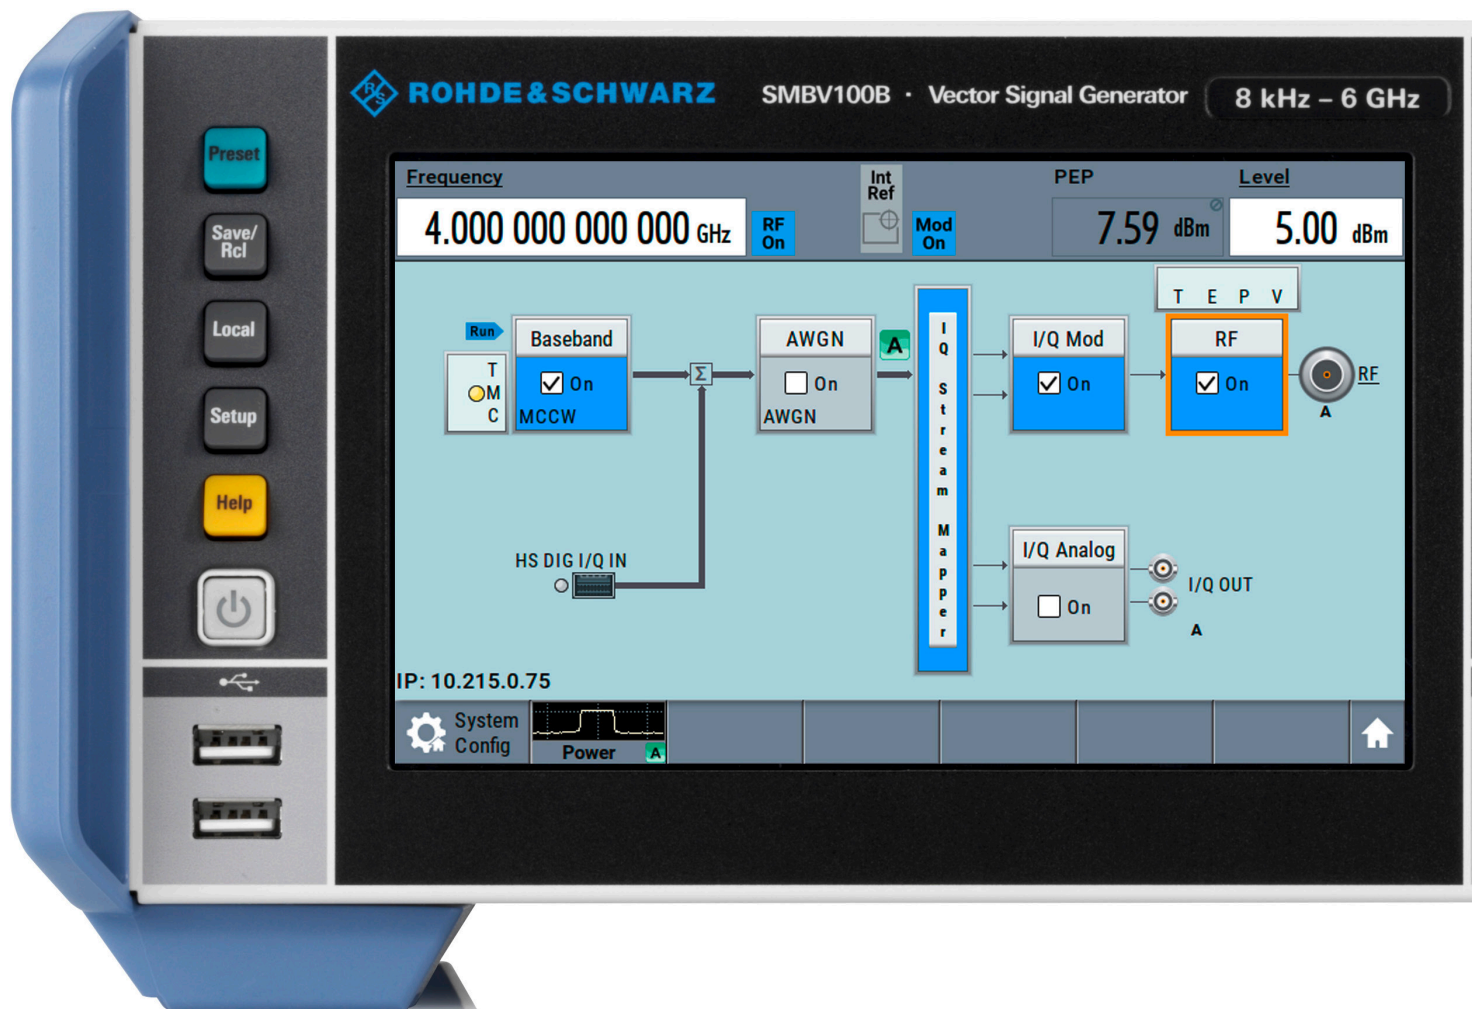 ROHDE & SCHWARZ SMBV100B · Vector Signal Generator 8 kHz – 6 GHz
Preset
Save/
Rcl
Local
Setup
Help
Frequency
4.000 000 000 000 GHz
RF
On
Int
Ref
Mod
On
PEP
7.59 dBm
Level
5.00 dBm
Run
T
M
C
Baseband
On
MCCW
Σ
AWGN
On
AWGN
A
IQ Stream Mapper
I/Q Mod
On
T E P V
RF
On
RF
A
HS DIG I/Q IN
I/Q Analog
On
I/Q OUT
A
IP: 10.215.0.75
System
Config
Power A